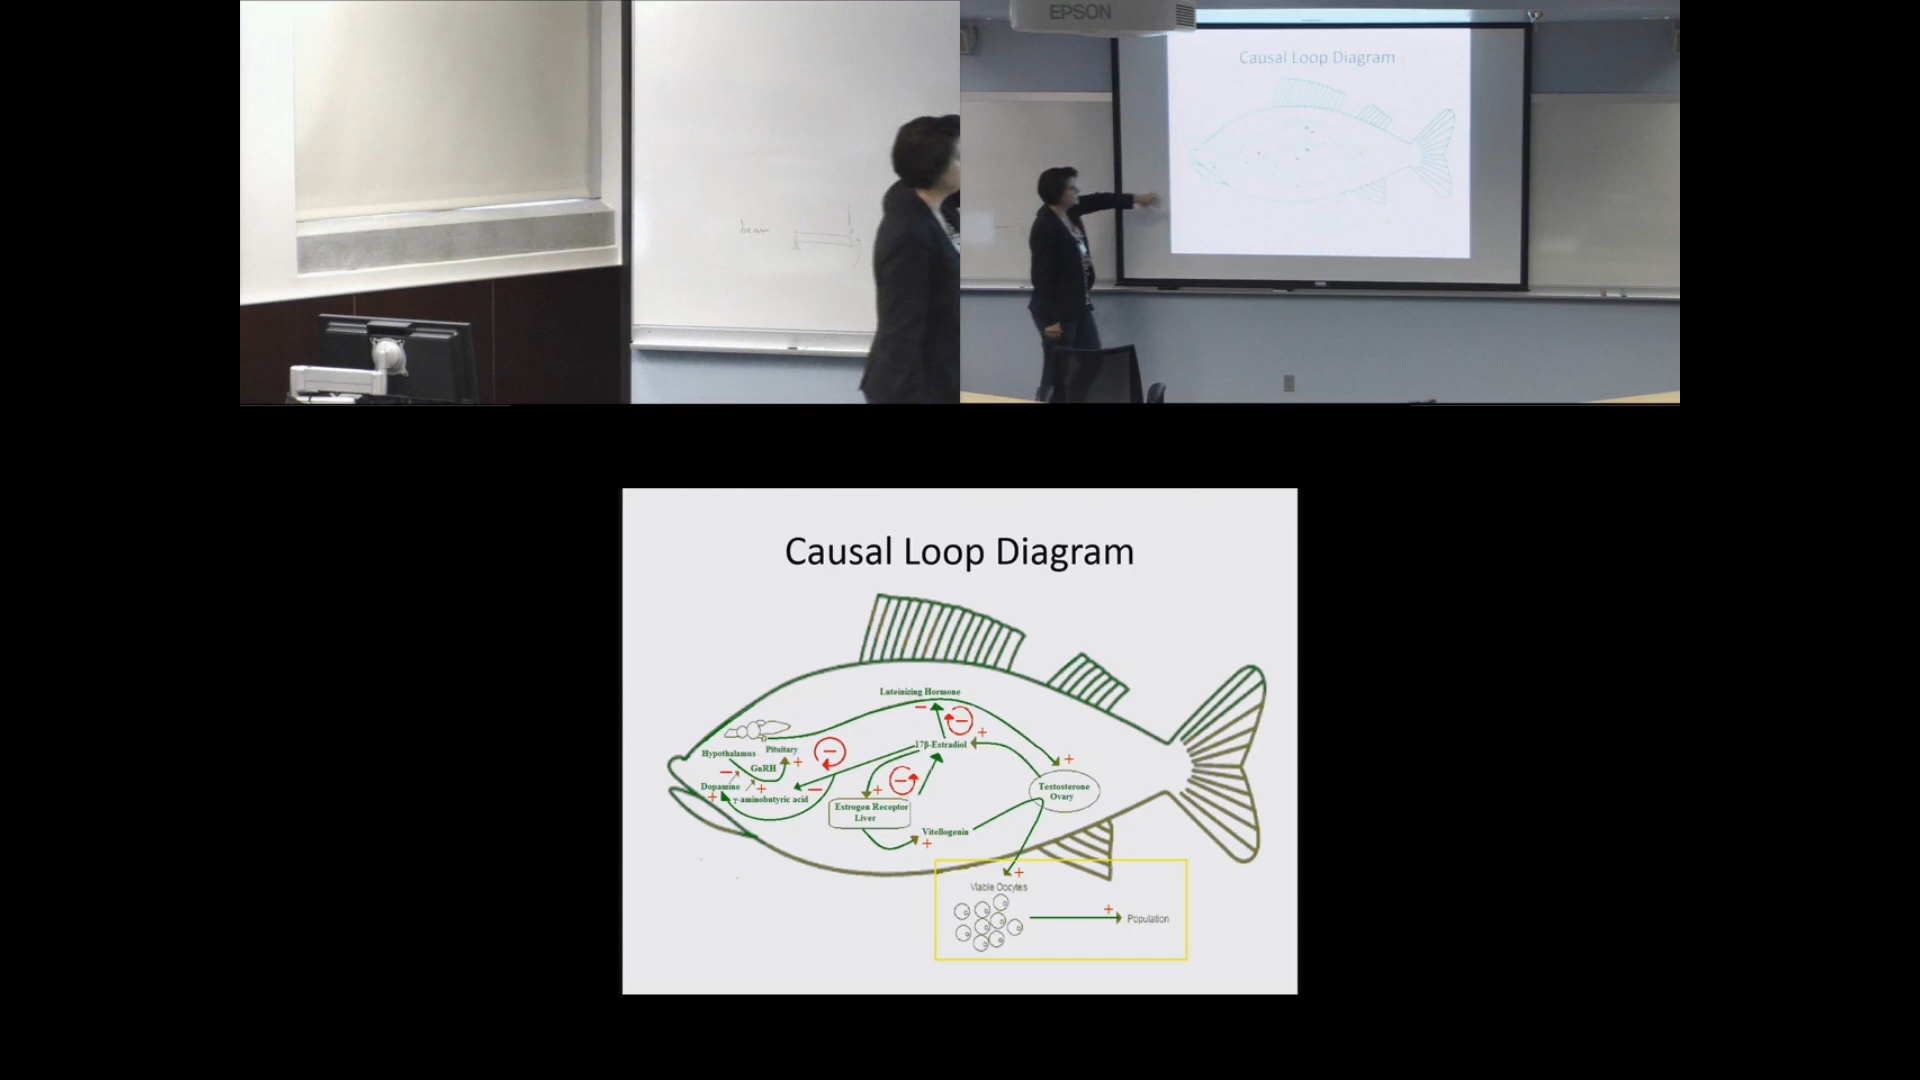 EPSON
Causal Loop Diagram
beam
Causal Loop Diagram
Luteinizing Hormone
−
−
+
17β-Estradiol
Hypothalamus
Pituitary
−
+
GnRH
−
+
Dopamine
+
γ-aminobutyric acid
−
+
−
Estrogen Receptor
Liver
Testosterone
Ovary
Vitellogenin
+
+
Viable Oocytes
+
Population